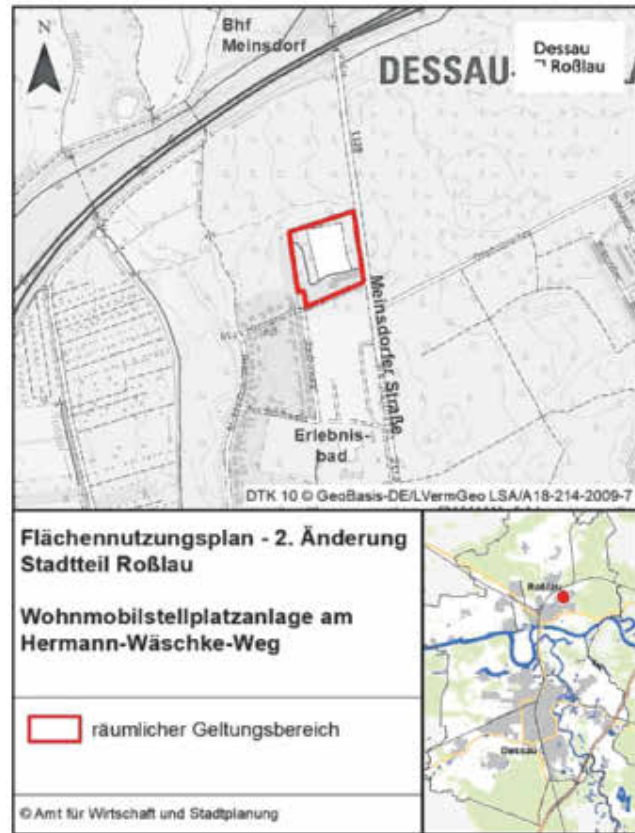 N
Bhf
Meinsdorf
DESSAU-
Dessau
Roßlau
Meinsdorfer Straße
Erlebnis-
bad
DTK 10 © GeoBasis-DE/LVermGeo LSA/A18-214-2009-7
Flächennutzungsplan - 2. Änderung
Stadtteil Roßlau
Wohnmobilstellplatzanlage am
Hermann-Wäschke-Weg
räumlicher Geltungsbereich
© Amt für Wirtschaft und Stadtplanung
Roßlau
Dessau